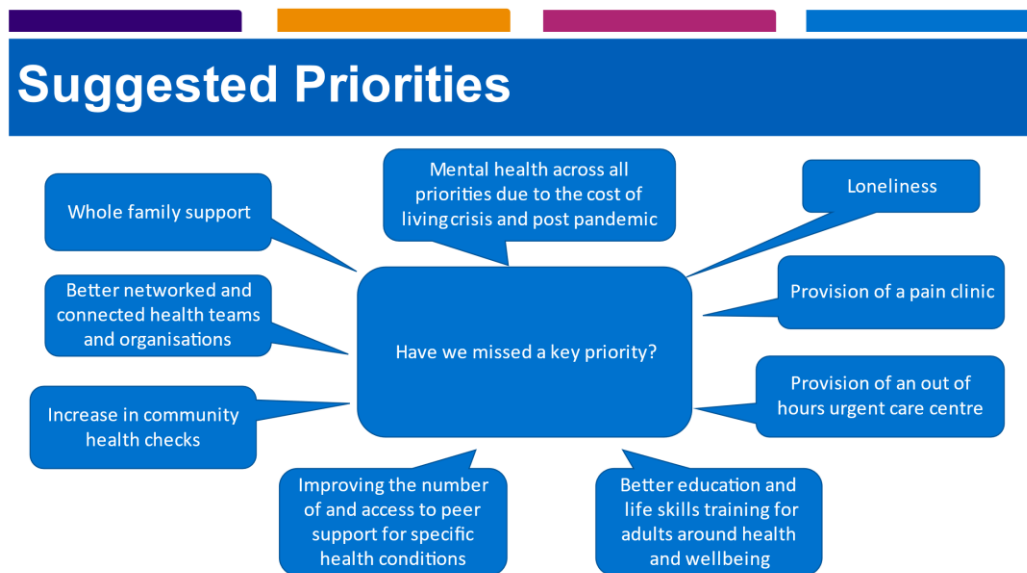 Suggested Priorities
Mental health across all
priorities due to the cost of
living crisis and post pandemic
Loneliness
Whole family support
Better networked and
connected health teams
and organisations
Provision of a pain clinic
Have we missed a key priority?
Increase in community
health checks
Provision of an out of
hours urgent care centre
Improving the number
of and access to peer
support for specific
health conditions
Better education and
life skills training for
adults around health
and wellbeing